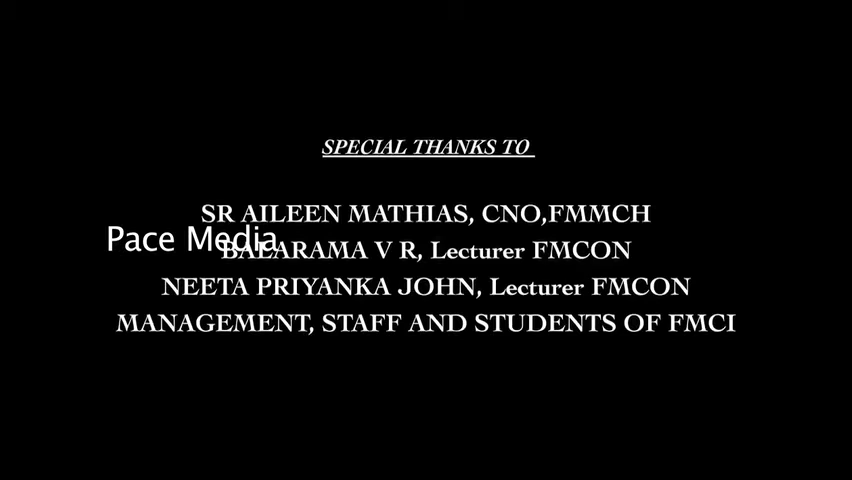 SPECIAL THANKS TO
SR AILEEN MATHIAS, CNO,FMMCH
Pace Media
BALARAMA V R, Lecturer FMCON
NEETA PRIYANKA JOHN, Lecturer FMCON
MANAGEMENT, STAFF AND STUDENTS OF FMCI